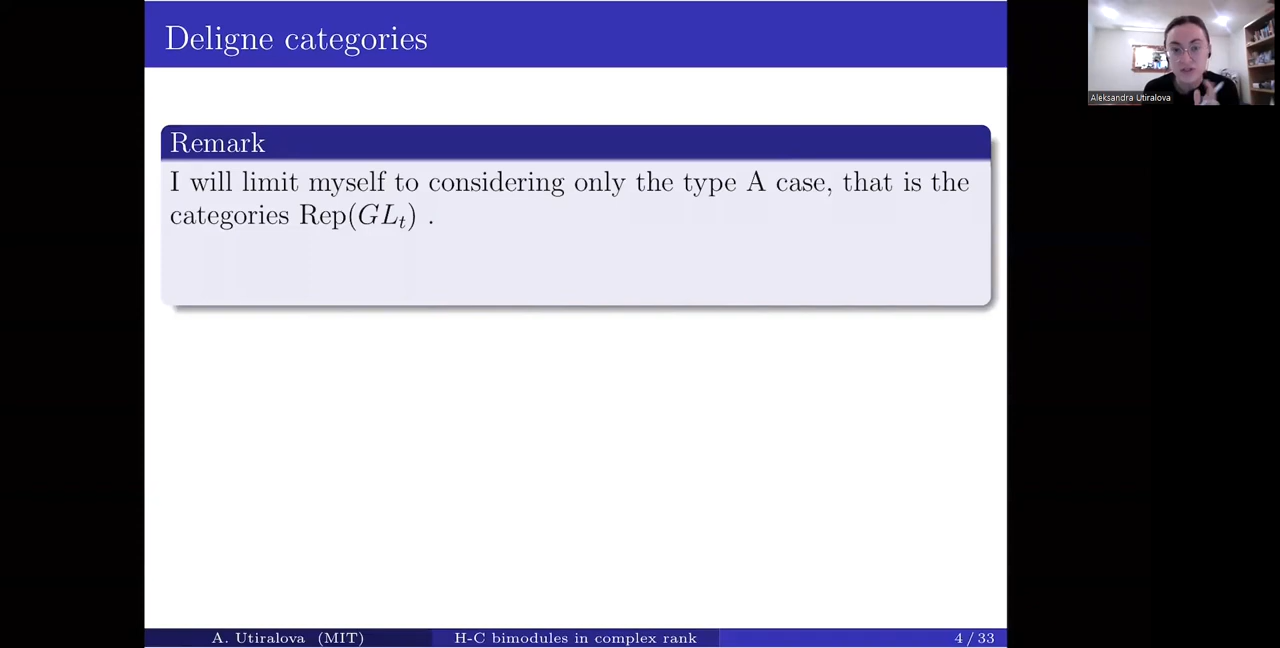 Deligne categories
Aleksandra Utiralova
Remark
I will limit myself to considering only the type A case, that is the
categories Rep(GLₜ) .
A. Utiralova (MIT)
H-C bimodules in complex rank
4 / 33